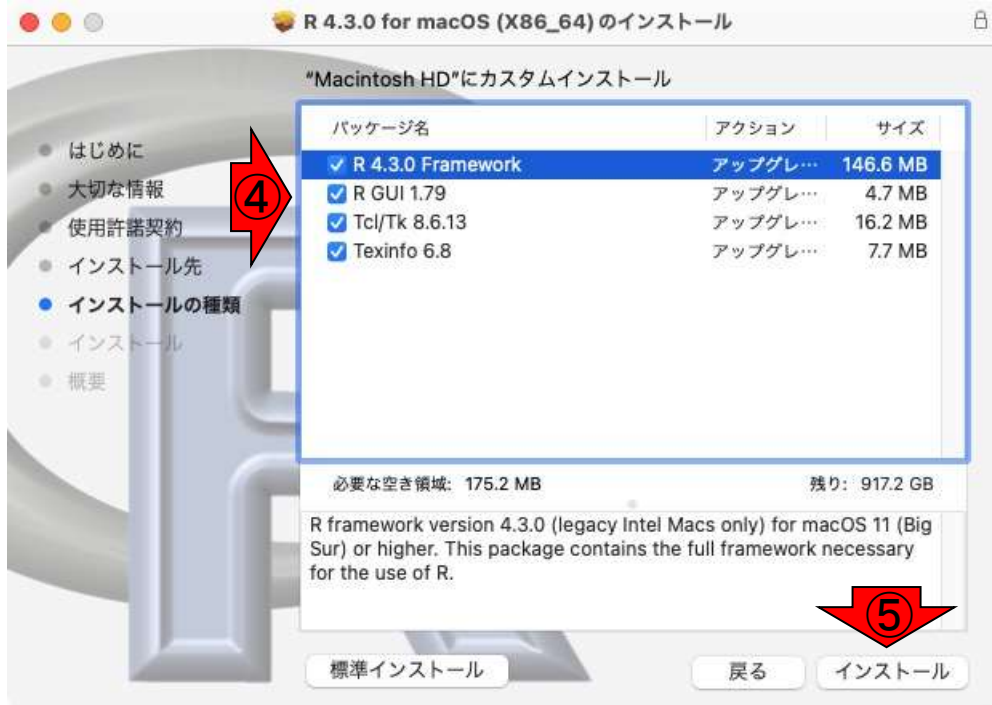 R 4.3.0 for macOS (X86_64) のインストール
"Macintosh HD"にカスタムインストール
はじめに
大切な情報
使用許諾契約
インストール先
インストールの種類
インストール
概要
④
パッケージ名 アクション サイズ
R 4.3.0 Framework アップグレ… 146.6 MB
R GUI 1.79 アップグレ… 4.7 MB
Tcl/Tk 8.6.13 アップグレ… 16.2 MB
Texinfo 6.8 アップグレ… 7.7 MB
必要な空き領域: 175.2 MB 残り: 917.2 GB
R framework version 4.3.0 (legacy Intel Macs only) for macOS 11 (Big
Sur) or higher. This package contains the full framework necessary
for the use of R.
⑤
標準インストール 戻る インストール